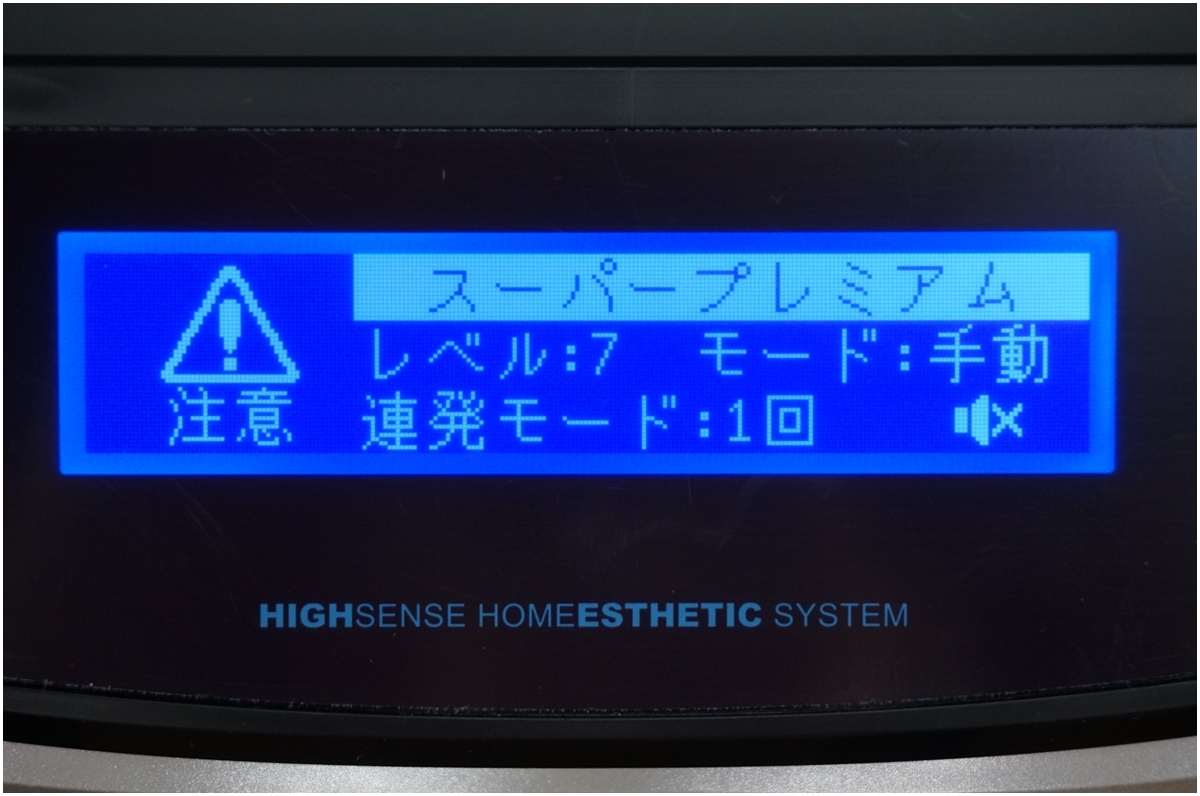 スーパープレミアム
レベル:7 モード:手動
注意 連発モード:1回
HIGHSENSE HOMEESTHETIC SYSTEM